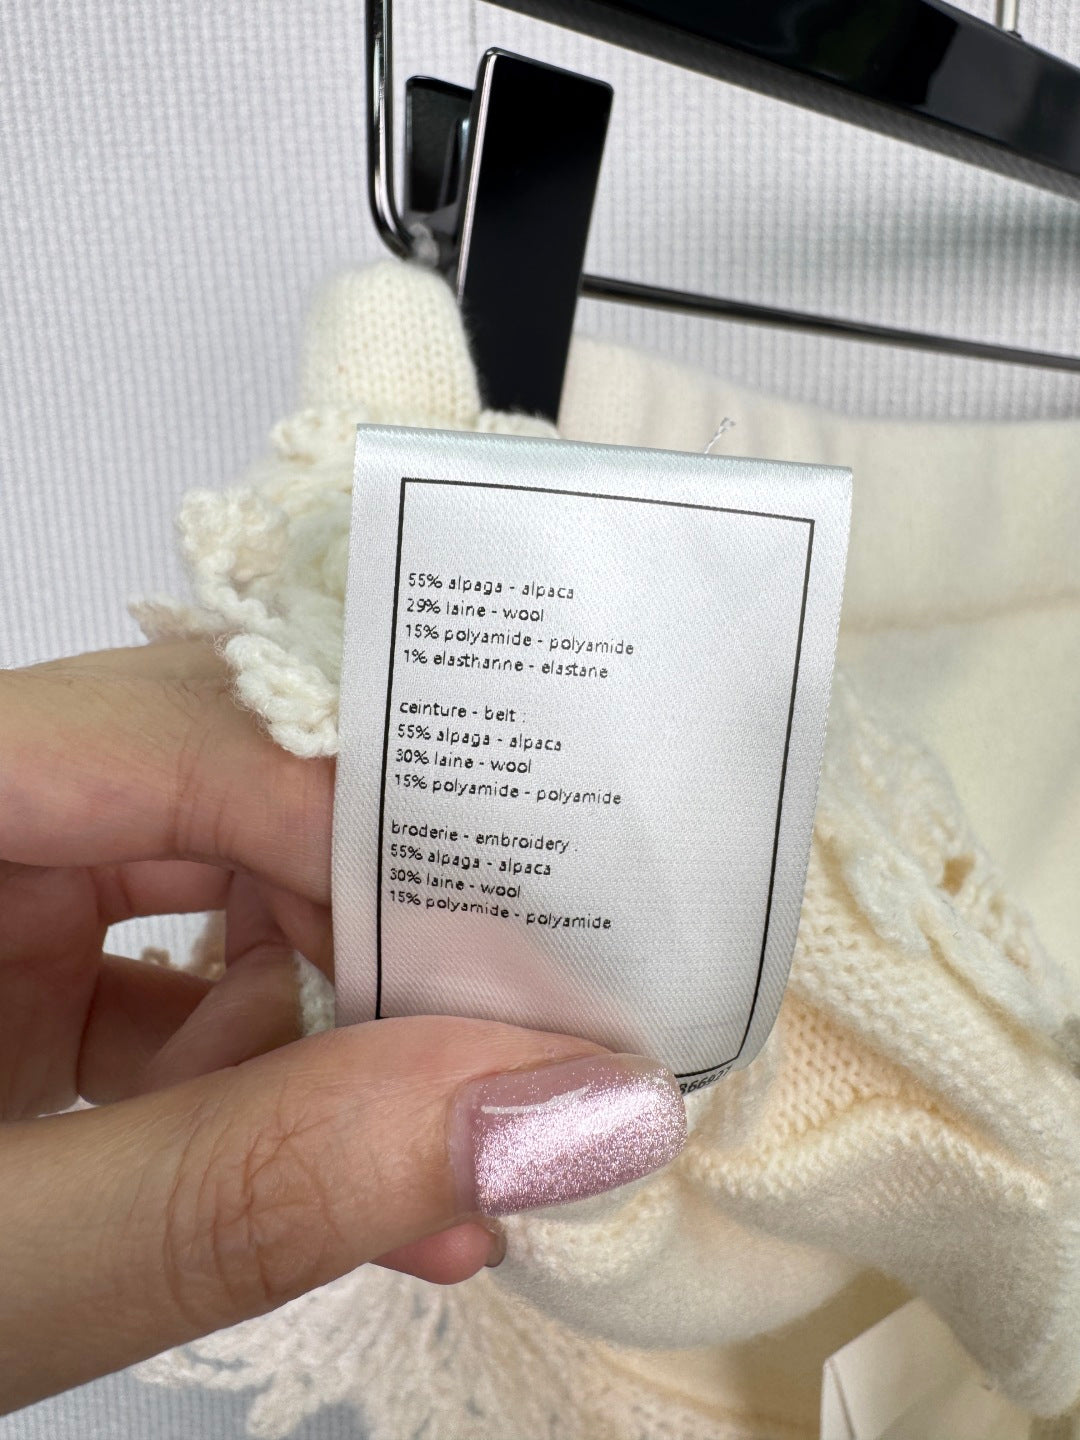 55% alpaga - alpaca
29% laine - wool
15% polyamide - polyamide
1% elasthanne - elastane
ceinture - belt :
55% alpaga - alpaca
30% laine - wool
15% polyamide - polyamide
broderie - embroidery :
55% alpaga - alpaca
30% laine - wool
15% polyamide - polyamide